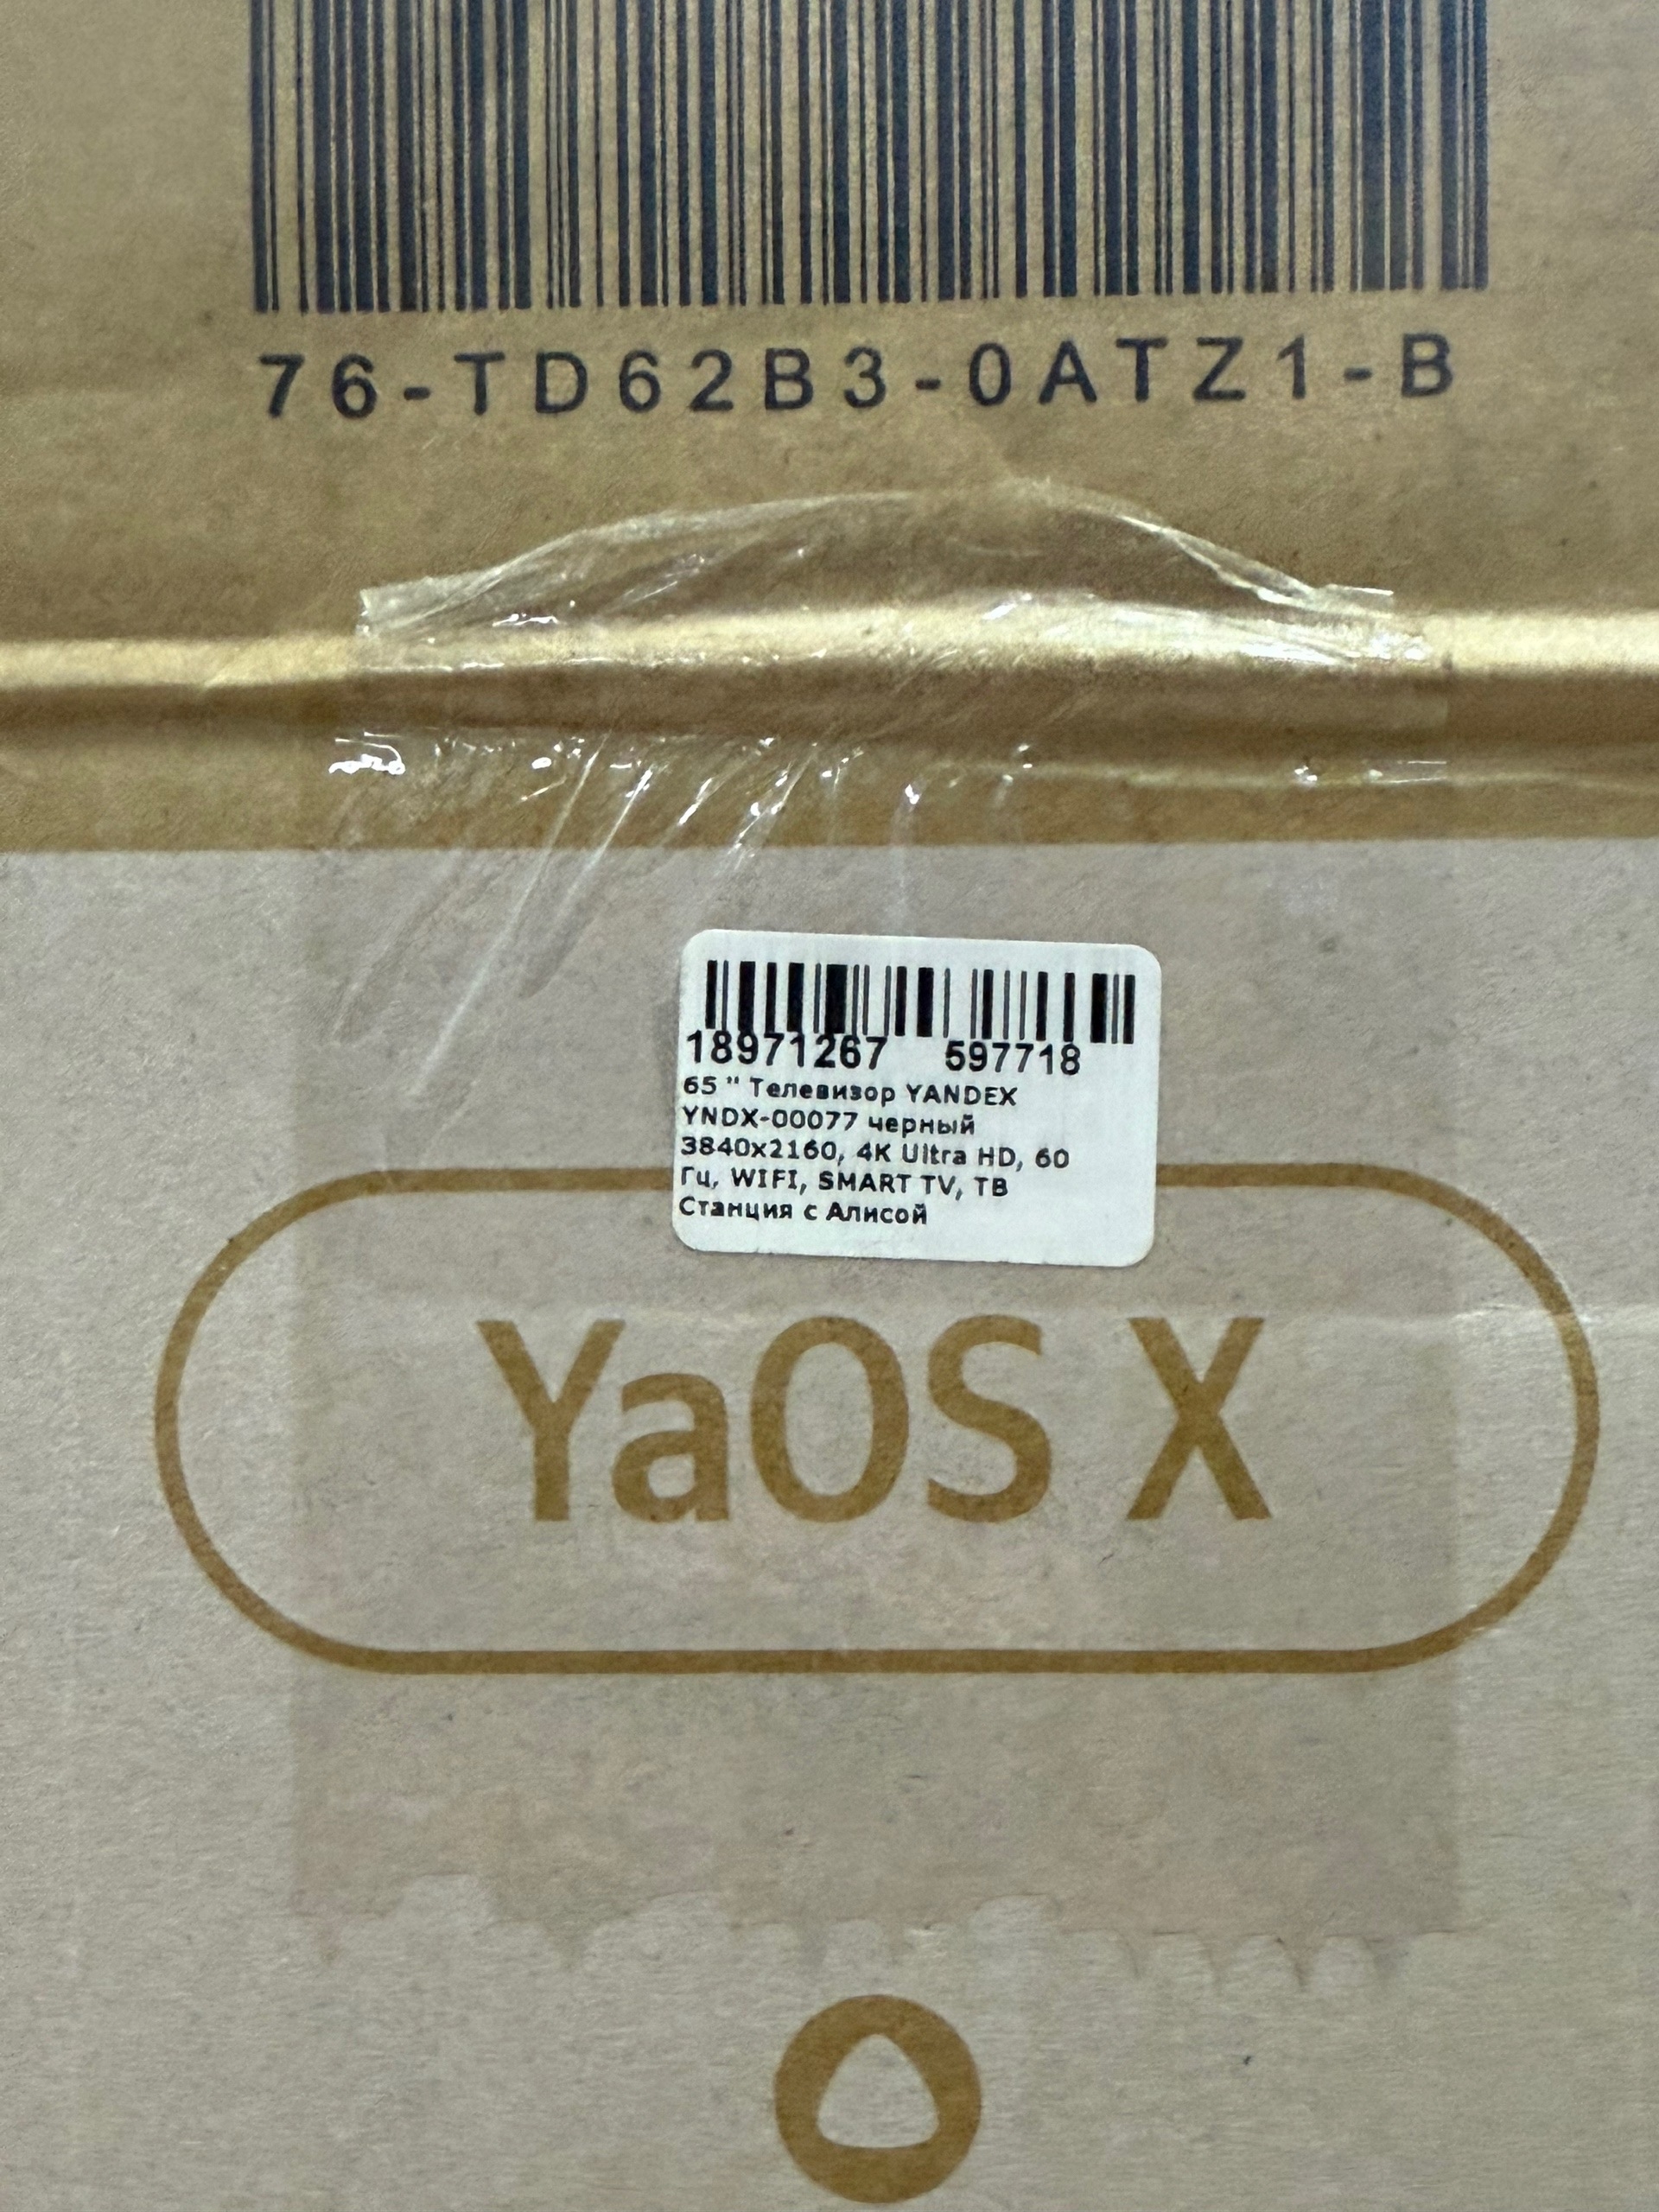 76-TD62B3-0ATZ1-B
18971267 597718
65 " Телевизор YANDEX
YNDX-00077 черный
3840x2160, 4K Ultra HD, 60
Гц, WIFI, SMART TV, ТВ
Станция с Алисой
YaOS X